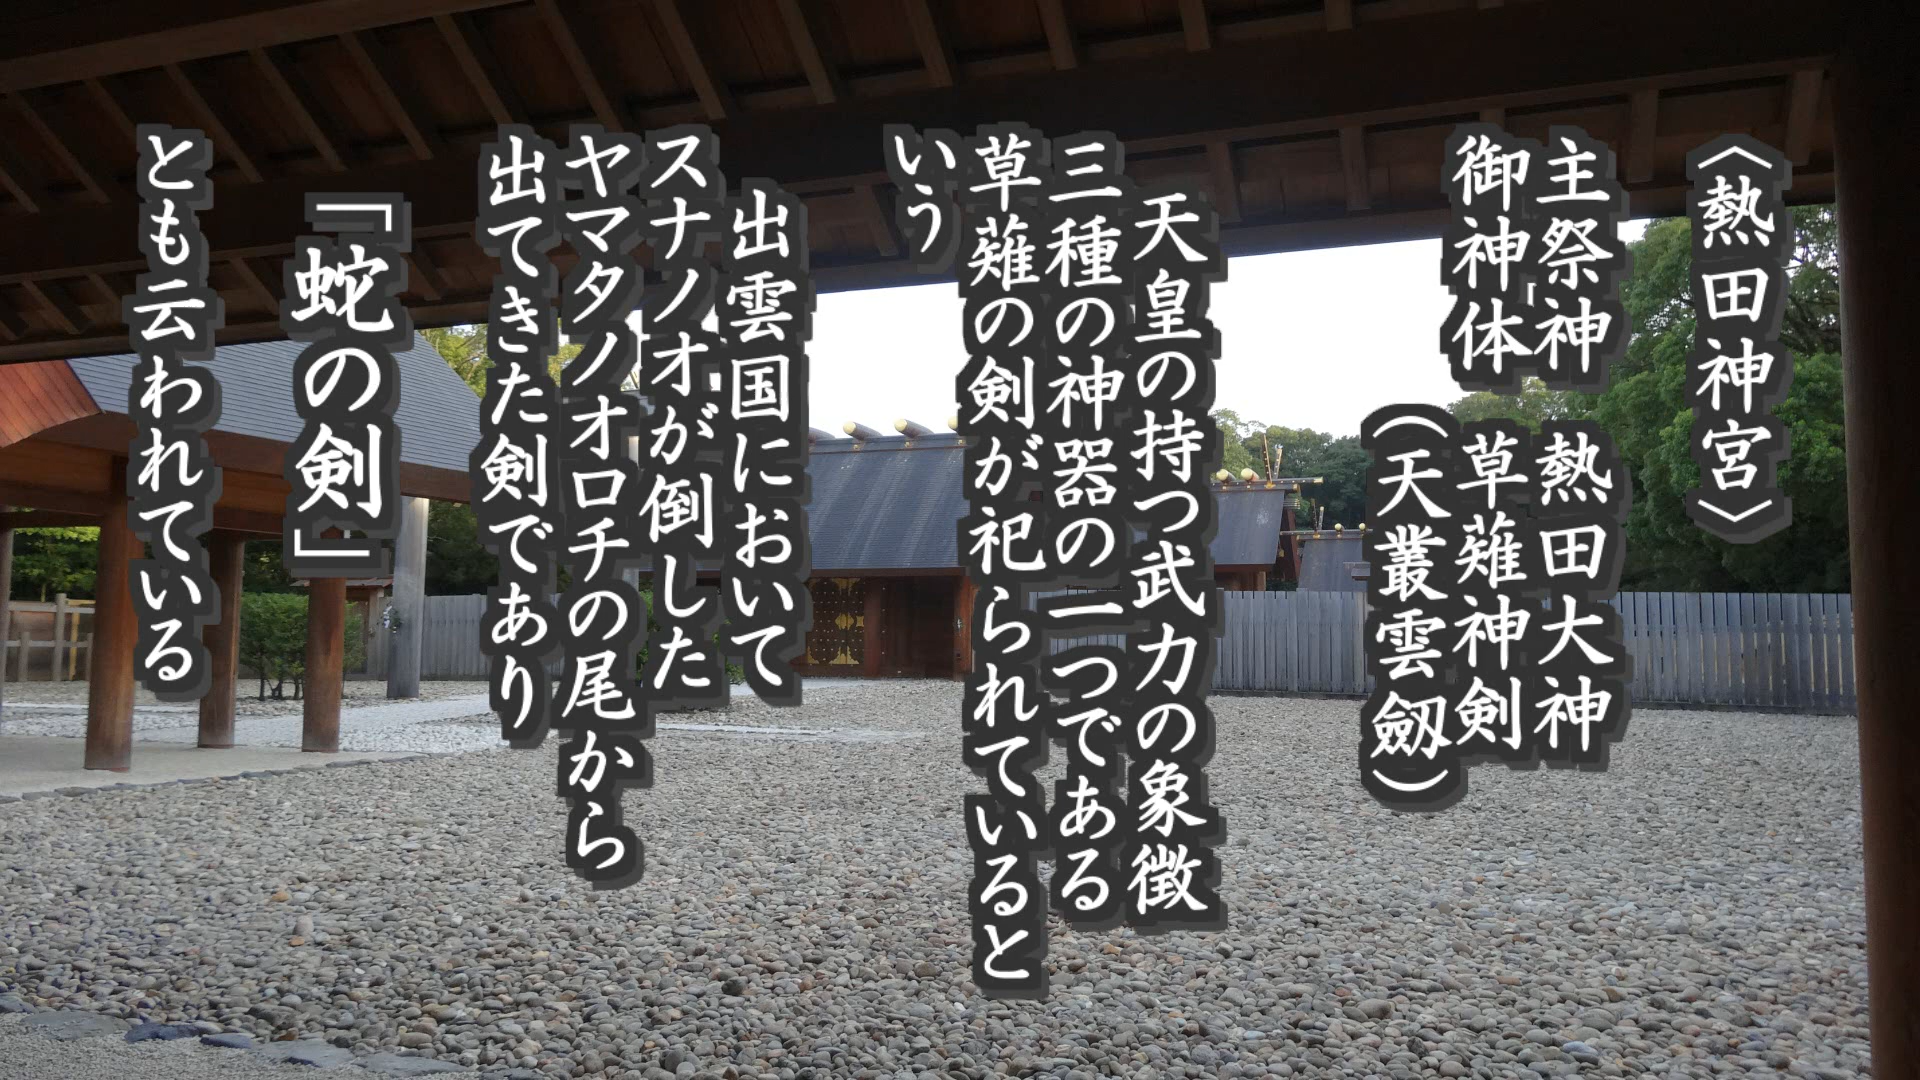 〈熱田神宮〉
主祭神　熱田大神
御神体　草薙神剣
（天叢雲劔）
天皇の持つ武力の象徴
三種の神器の一つである
草薙の剣が祀られていると
いう
出雲国において
スサノオが倒した
ヤマタノオロチの尾から
出てきた剣であり
「蛇の剣」
とも云われている